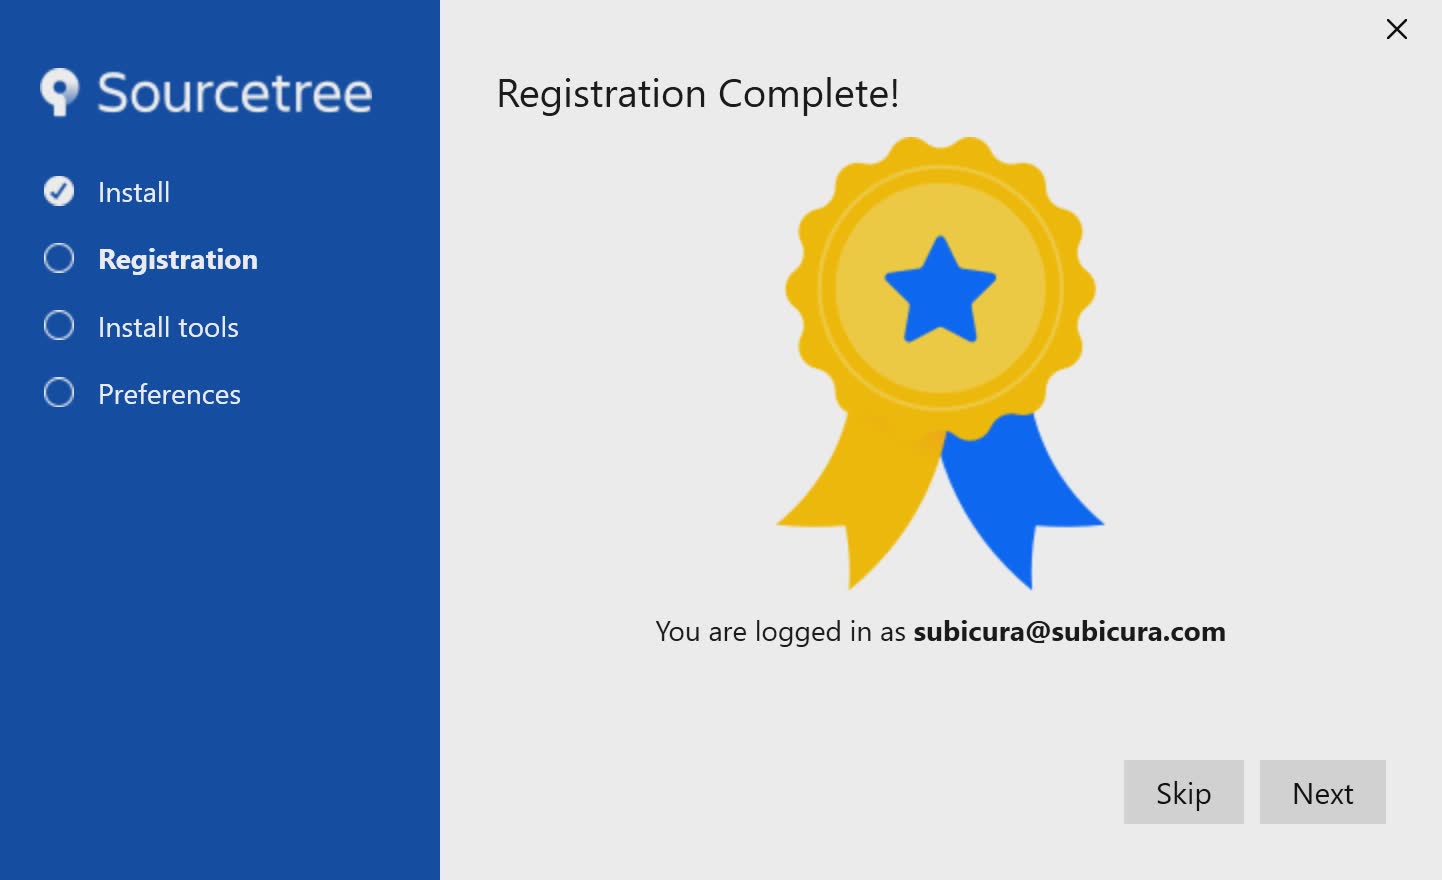 Sourcetree
Install
Registration
Install tools
Preferences
Registration Complete!
You are logged in as subicura@subicura.com
Skip
Next